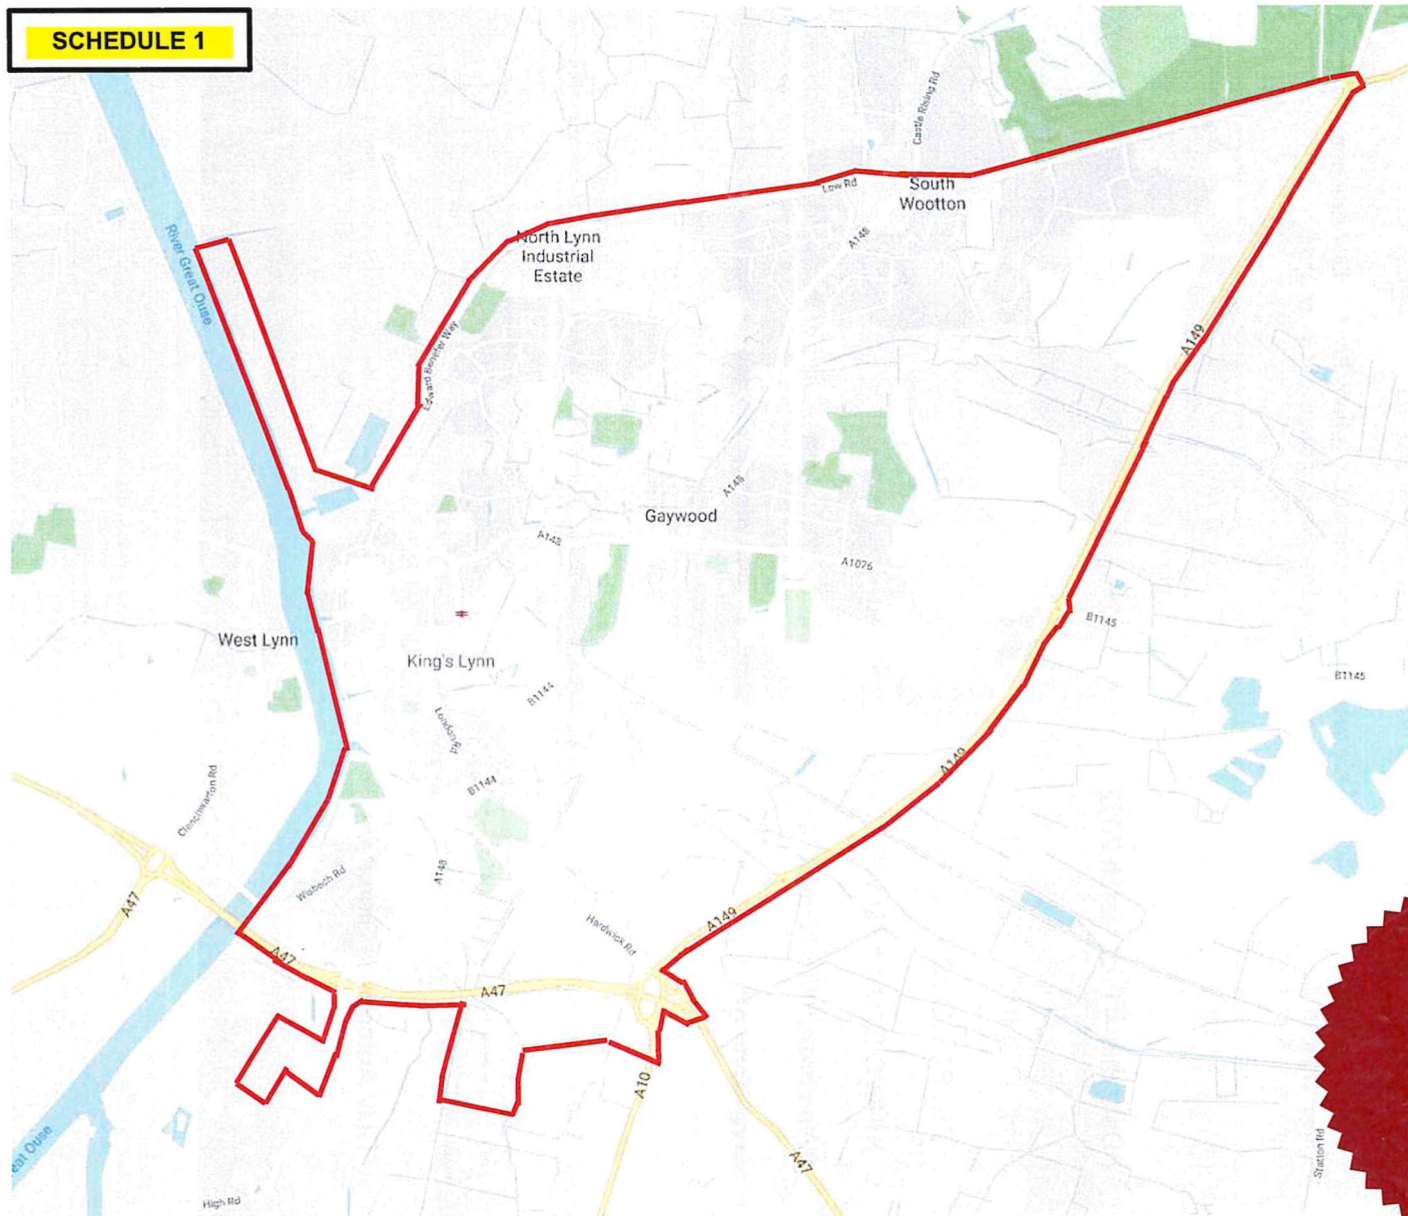 SCHEDULE 1
Castle Rising Rd
Low Rd
South
Wootton
River Great Ouse
North Lynn
Industrial
Estate
A148
A149
Edward Benefer Way
A148
Gaywood
A148
A1076
B1145
West Lynn
King's Lynn
B1145
B1144
London Rd
A149
B1144
Clenchwarton Rd
A148
Wisbech Rd
A47
Hardwick Rd
A149
A47
A47
A10
eat Ouse
A47
Station Rd
High Rd